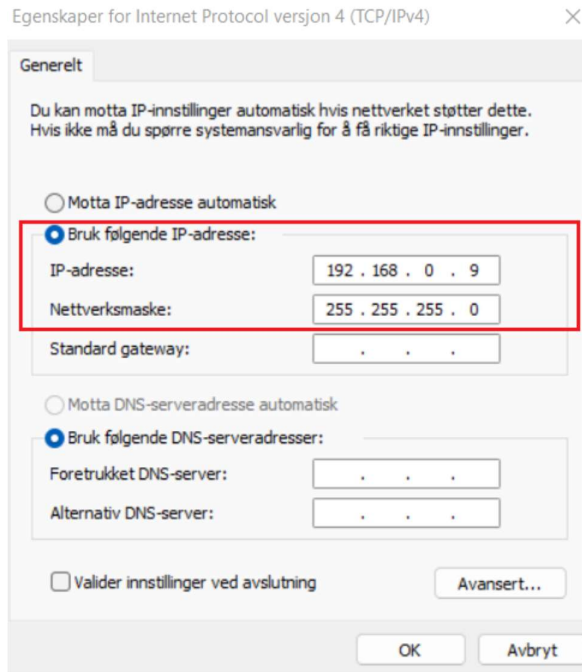 Egenskaper for Internet Protocol versjon 4 (TCP/IPv4)
Generelt
Du kan motta IP-innstillinger automatisk hvis nettverket støtter dette.
Hvis ikke må du spørre systemansvarlig for å få riktige IP-innstillinger.
Motta IP-adresse automatisk
Bruk følgende IP-adresse:
IP-adresse: 192 . 168 . 0 . 9
Nettverksmaske: 255 . 255 . 255 . 0
Standard gateway: . . .
Motta DNS-serveradresse automatisk
Bruk følgende DNS-serveradresser:
Foretrukket DNS-server: . . .
Alternativ DNS-server: . . .
Valider innstillinger ved avslutning Avansert...
OK Avbryt